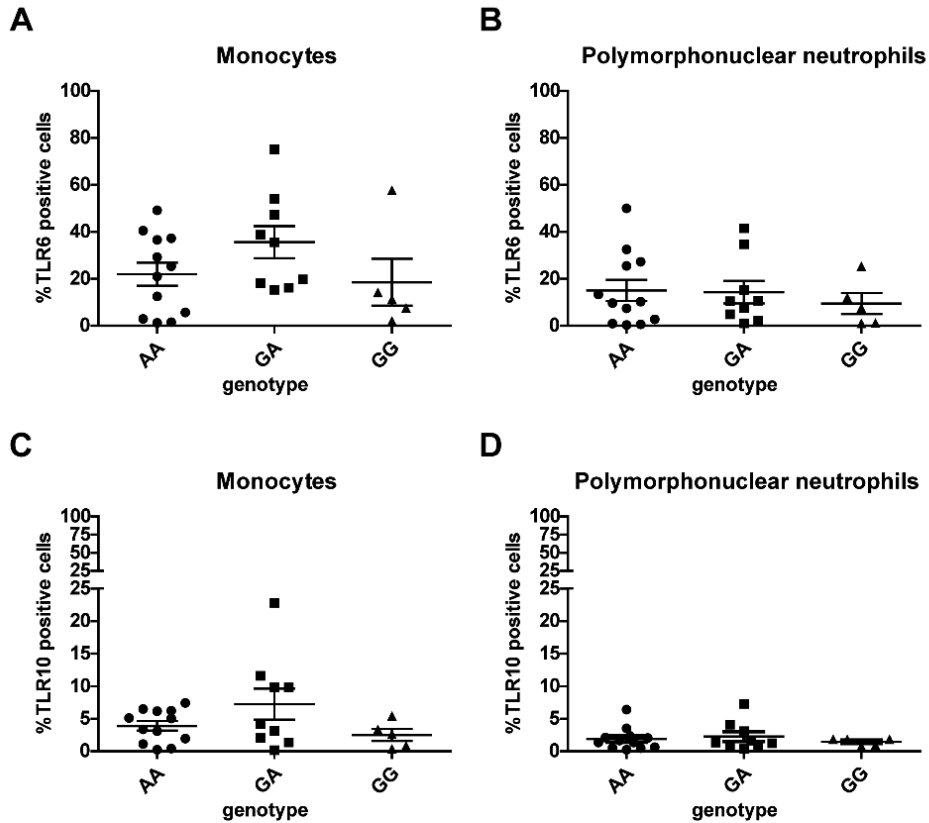 A
Monocytes
%TLR6 positive cells
100
80
60
40
20
0
AA
GA
GG
genotype
B
Polymorphonuclear neutrophils
%TLR6 positive cells
100
80
60
40
20
0
AA
GA
GG
genotype
C
Monocytes
%TLR10 positive cells
100
75
50
25
25
20
15
10
5
0
AA
GA
GG
genotype
D
Polymorphonuclear neutrophils
%TLR10 positive cells
100
75
50
25
25
20
15
10
5
0
AA
GA
GG
genotype